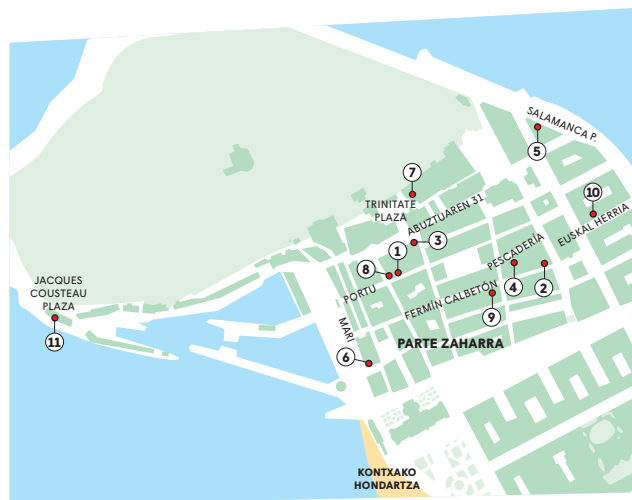 SALAMANCA P.
5
7
TRINITATE
PLAZA
10
ABUZTUAREN 31
EUSKAL HERRIA
3
1
8
PESCADERÍA
JACQUES
COUSTEAU
PLAZA
PORTU
4
2
FERMÍN CALBETÓN
9
11
MARI
6
PARTE ZAHARRA
KONTXAKO
HONDARTZA